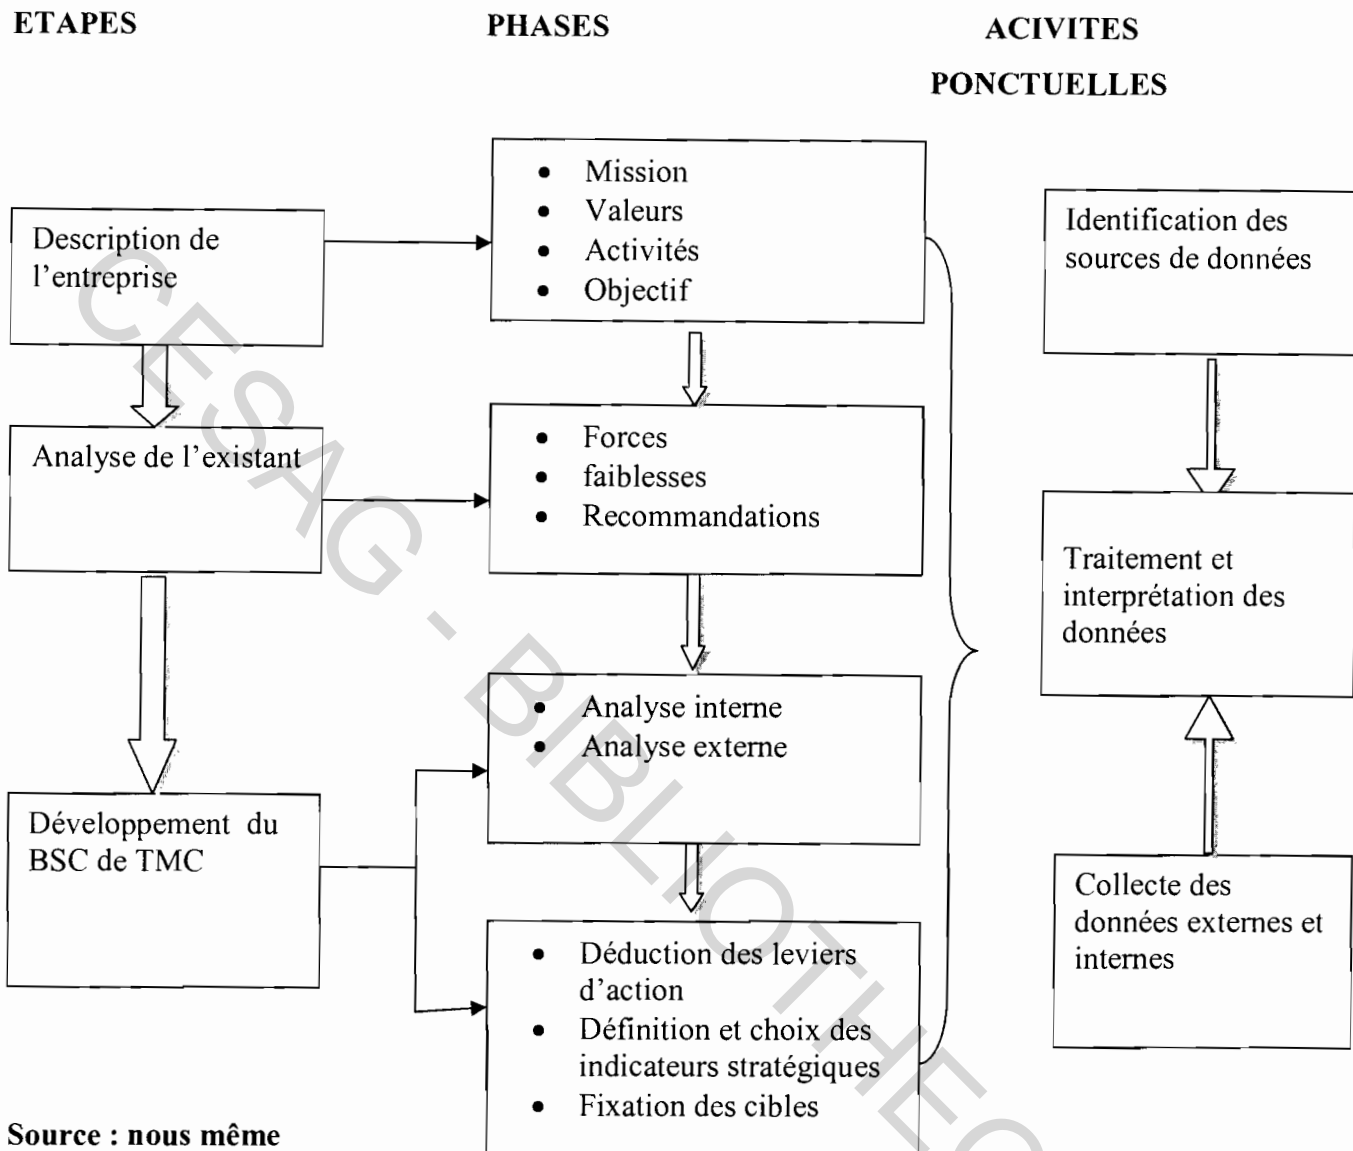 ETAPES
PHASES
ACIVITES
PONCTUELLES
Description de
l'entreprise
• Mission
• Valeurs
• Activités
• Objectif
Identification des
sources de données
Analyse de l'existant
• Forces
• faiblesses
• Recommandations
Traitement et
interprétation des
données
• Analyse interne
• Analyse externe
Développement du
BSC de TMC
• Déduction des leviers
d'action
• Définition et choix des
indicateurs stratégiques
• Fixation des cibles
Collecte des
données externes et
internes
Source : nous même
CESAG - BIBLIOTHEQ